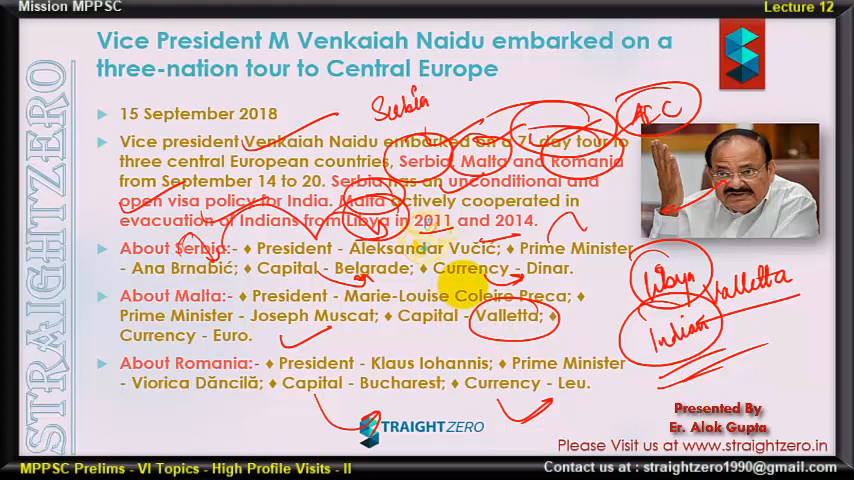 Mission MPPSC
Lecture 12
Vice President M Venkaiah Naidu embarked on a
three-nation tour to Central Europe
15 September 2018
Vice president Venkaiah Naidu embarked on a 7- day tour to
three central European countries, Serbia, Malta and Romania
from September 14 to 20. Serbia has an unconditional and
open visa policy for India. Malta actively cooperated in
evacuation of Indians from Libya in 2011 and 2014.
About Serbia:- ♦ President - Aleksandar Vučić; ♦ Prime Minister
- Ana Brnabić; ♦ Capital - Belgrade; ♦ Currency - Dinar.
About Malta:- ♦ President - Marie-Louise Coleiro Preca; ♦
Prime Minister - Joseph Muscat; ♦ Capital - Valletta; ♦
Currency - Euro.
About Romania:- ♦ President - Klaus Iohannis; ♦ Prime Minister
- Viorica Dăncilă; ♦ Capital - Bucharest; ♦ Currency - Leu.
Serbia
Libya
Valletta
Indian
STRAIGHTZERO
TRAIGHTZERO
Presented By
Er. Alok Gupta
Please Visit us at www.straightzero.in
MPPSC Prelims - VI Topics - High Profile Visits - II
Contact us at : straightzero1990@gmail.com